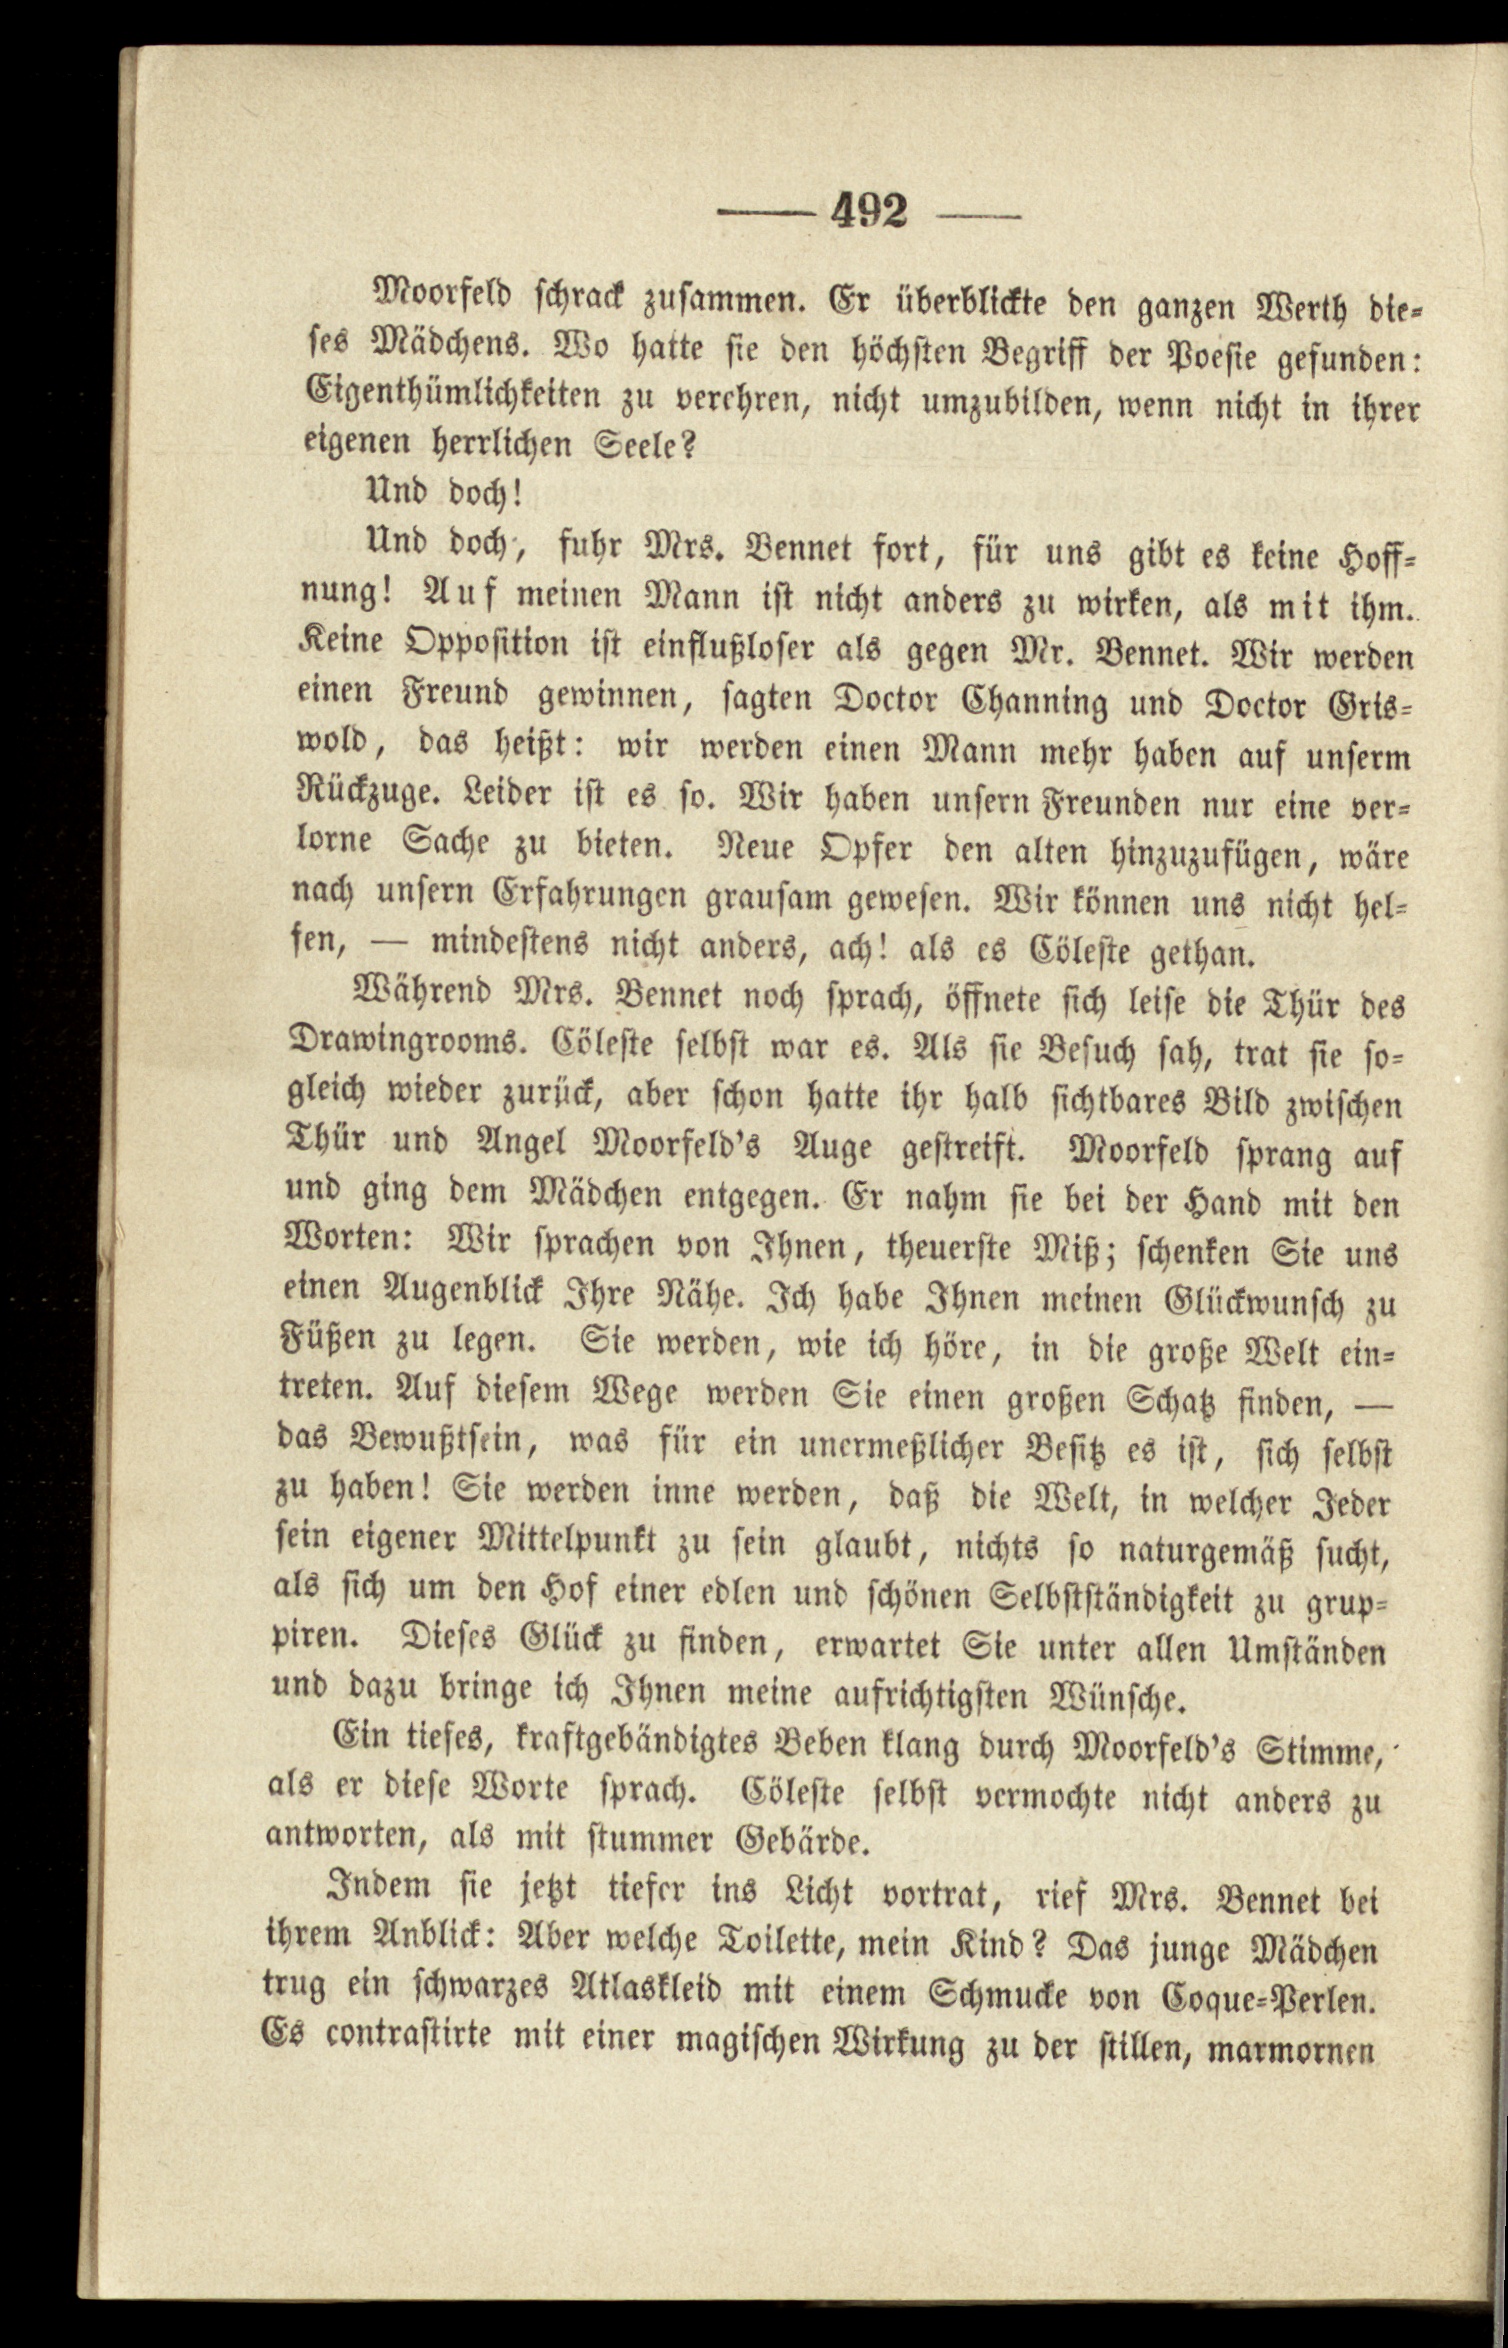 — 492 —
Moorfeld schrack zusammen. Er überblickte den ganzen Werth die-
ses Mädchens. Wo hatte sie den höchsten Begriff der Poesie gefunden:
Eigenthümlichkeiten zu verehren, nicht umzubilden, wenn nicht in ihrer
eigenen herrlichen Seele?
Und doch!
Und doch, fuhr Mrs. Bennet fort, für uns gibt es keine Hoff-
nung! Auf meinen Mann ist nicht anders zu wirken, als mit ihm.
Keine Opposition ist einflußloser als gegen Mr. Bennet. Wir werden
einen Freund gewinnen, sagten Doctor Channing und Doctor Gris-
wold, das heißt: wir werden einen Mann mehr haben auf unserm
Rückzuge. Leider ist es so. Wir haben unsern Freunden nur eine ver-
lorne Sache zu bieten. Neue Opfer den alten hinzuzufügen, wäre
nach unsern Erfahrungen grausam gewesen. Wir können uns nicht hel-
fen, — mindestens nicht anders, ach! als es Cöleste gethan.
Während Mrs. Bennet noch sprach, öffnete sich leise die Thür des
Drawingrooms. Cöleste selbst war es. Als sie Besuch sah, trat sie so-
gleich wieder zurück, aber schon hatte ihr halb sichtbares Bild zwischen
Thür und Angel Moorfeld's Auge gestreift. Moorfeld sprang auf
und ging dem Mädchen entgegen. Er nahm sie bei der Hand mit den
Worten: Wir sprachen von Ihnen, theuerste Miß; schenken Sie uns
einen Augenblick Ihre Nähe. Ich habe Ihnen meinen Glückwunsch zu
Füßen zu legen. Sie werden, wie ich höre, in die große Welt ein-
treten. Auf diesem Wege werden Sie einen großen Schatz finden, —
das Bewußtsein, was für ein unermeßlicher Besitz es ist, sich selbst
zu haben! Sie werden inne werden, daß die Welt, in welcher Jeder
sein eigener Mittelpunkt zu sein glaubt, nichts so naturgemäß sucht,
als sich um den Hof einer edlen und schönen Selbstständigkeit zu grup-
piren. Dieses Glück zu finden, erwartet Sie unter allen Umständen
und dazu bringe ich Ihnen meine aufrichtigsten Wünsche.
Ein tiefes, kraftgebändigtes Beben klang durch Moorfeld's Stimme,
als er diese Worte sprach. Cöleste selbst vermochte nicht anders zu
antworten, als mit stummer Gebärde.
Indem sie jetzt tiefer ins Licht vortrat, rief Mrs. Bennet bei
ihrem Anblick: Aber welche Toilette, mein Kind? Das junge Mädchen
trug ein schwarzes Atlaskleid mit einem Schmucke von Coque-Perlen.
Es contrastirte mit einer magischen Wirkung zu der stillen, marmornen